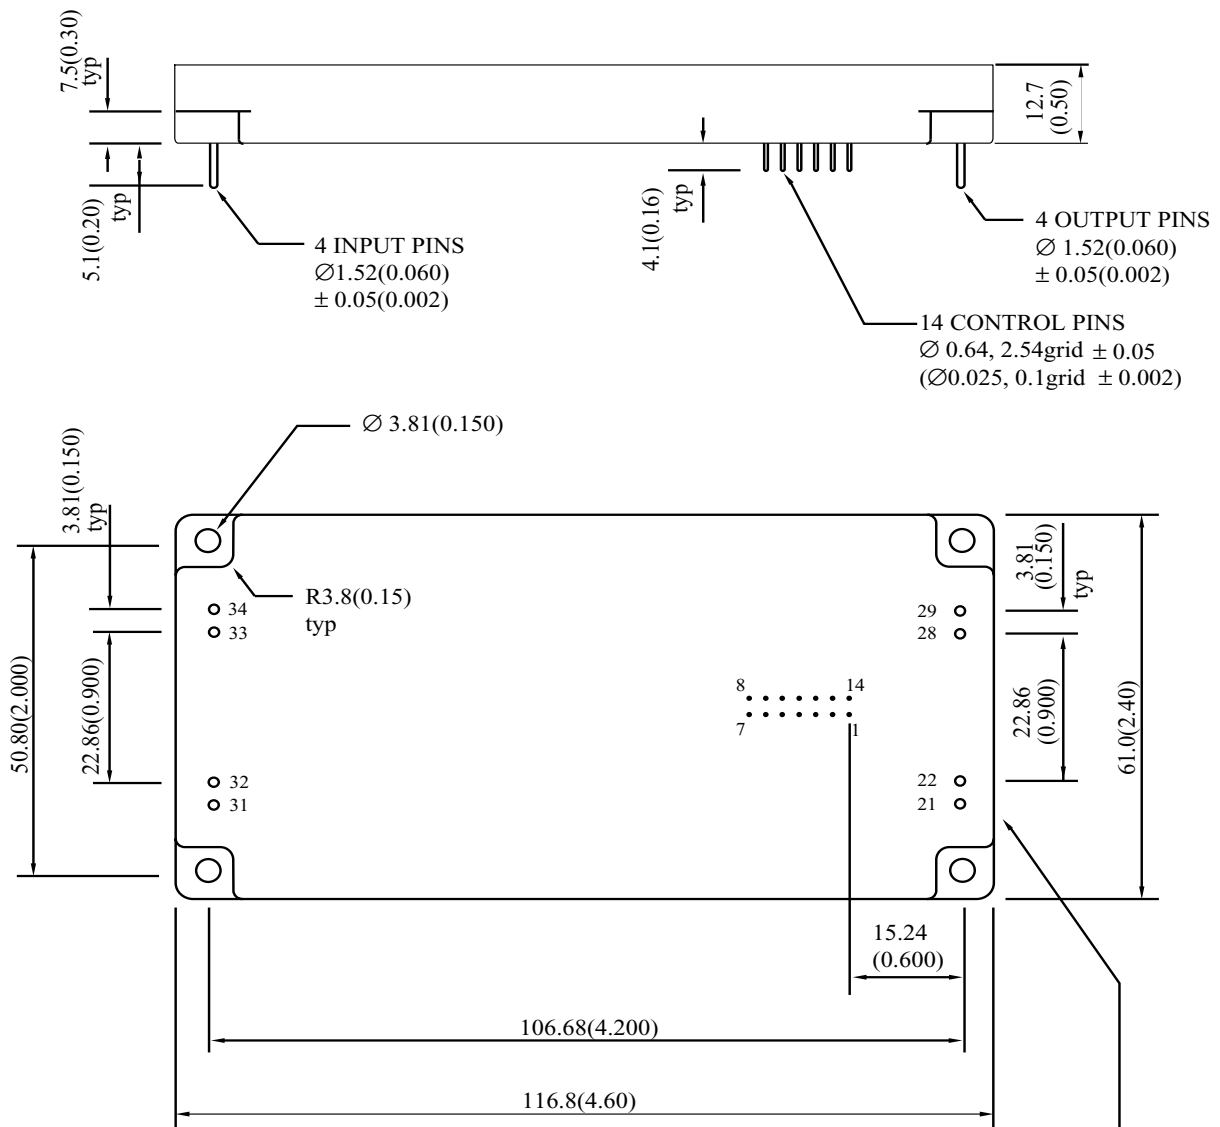 7.5(0.30)
typ
12.7
(0.50)
5.1(0.20)
typ
4.1(0.16)
typ
4 INPUT PINS
∅1.52(0.060)
± 0.05(0.002)
4 OUTPUT PINS
∅ 1.52(0.060)
± 0.05(0.002)
14 CONTROL PINS
∅ 0.64, 2.54grid ± 0.05
(∅0.025, 0.1grid ± 0.002)
∅ 3.81(0.150)
3.81(0.150)
typ
3.81
(0.150)
typ
R3.8(0.15)
typ
34
33
29
28
50.80(2.000)
22.86(0.900)
8
14
7
1
22.86
(0.900)
61.0(2.40)
32
31
22
21
15.24
(0.600)
106.68(4.200)
116.8(4.60)